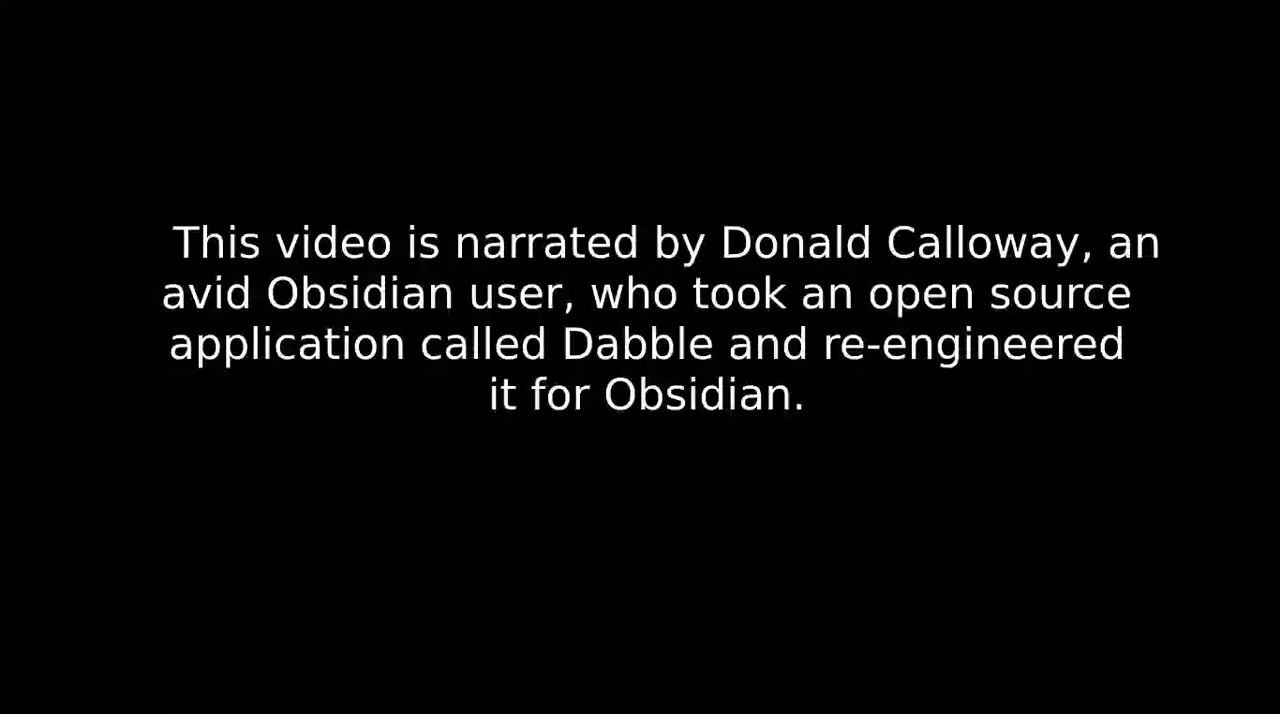 This video is narrated by Donald Calloway, an
avid Obsidian user, who took an open source
application called Dabble and re-engineered
it for Obsidian.